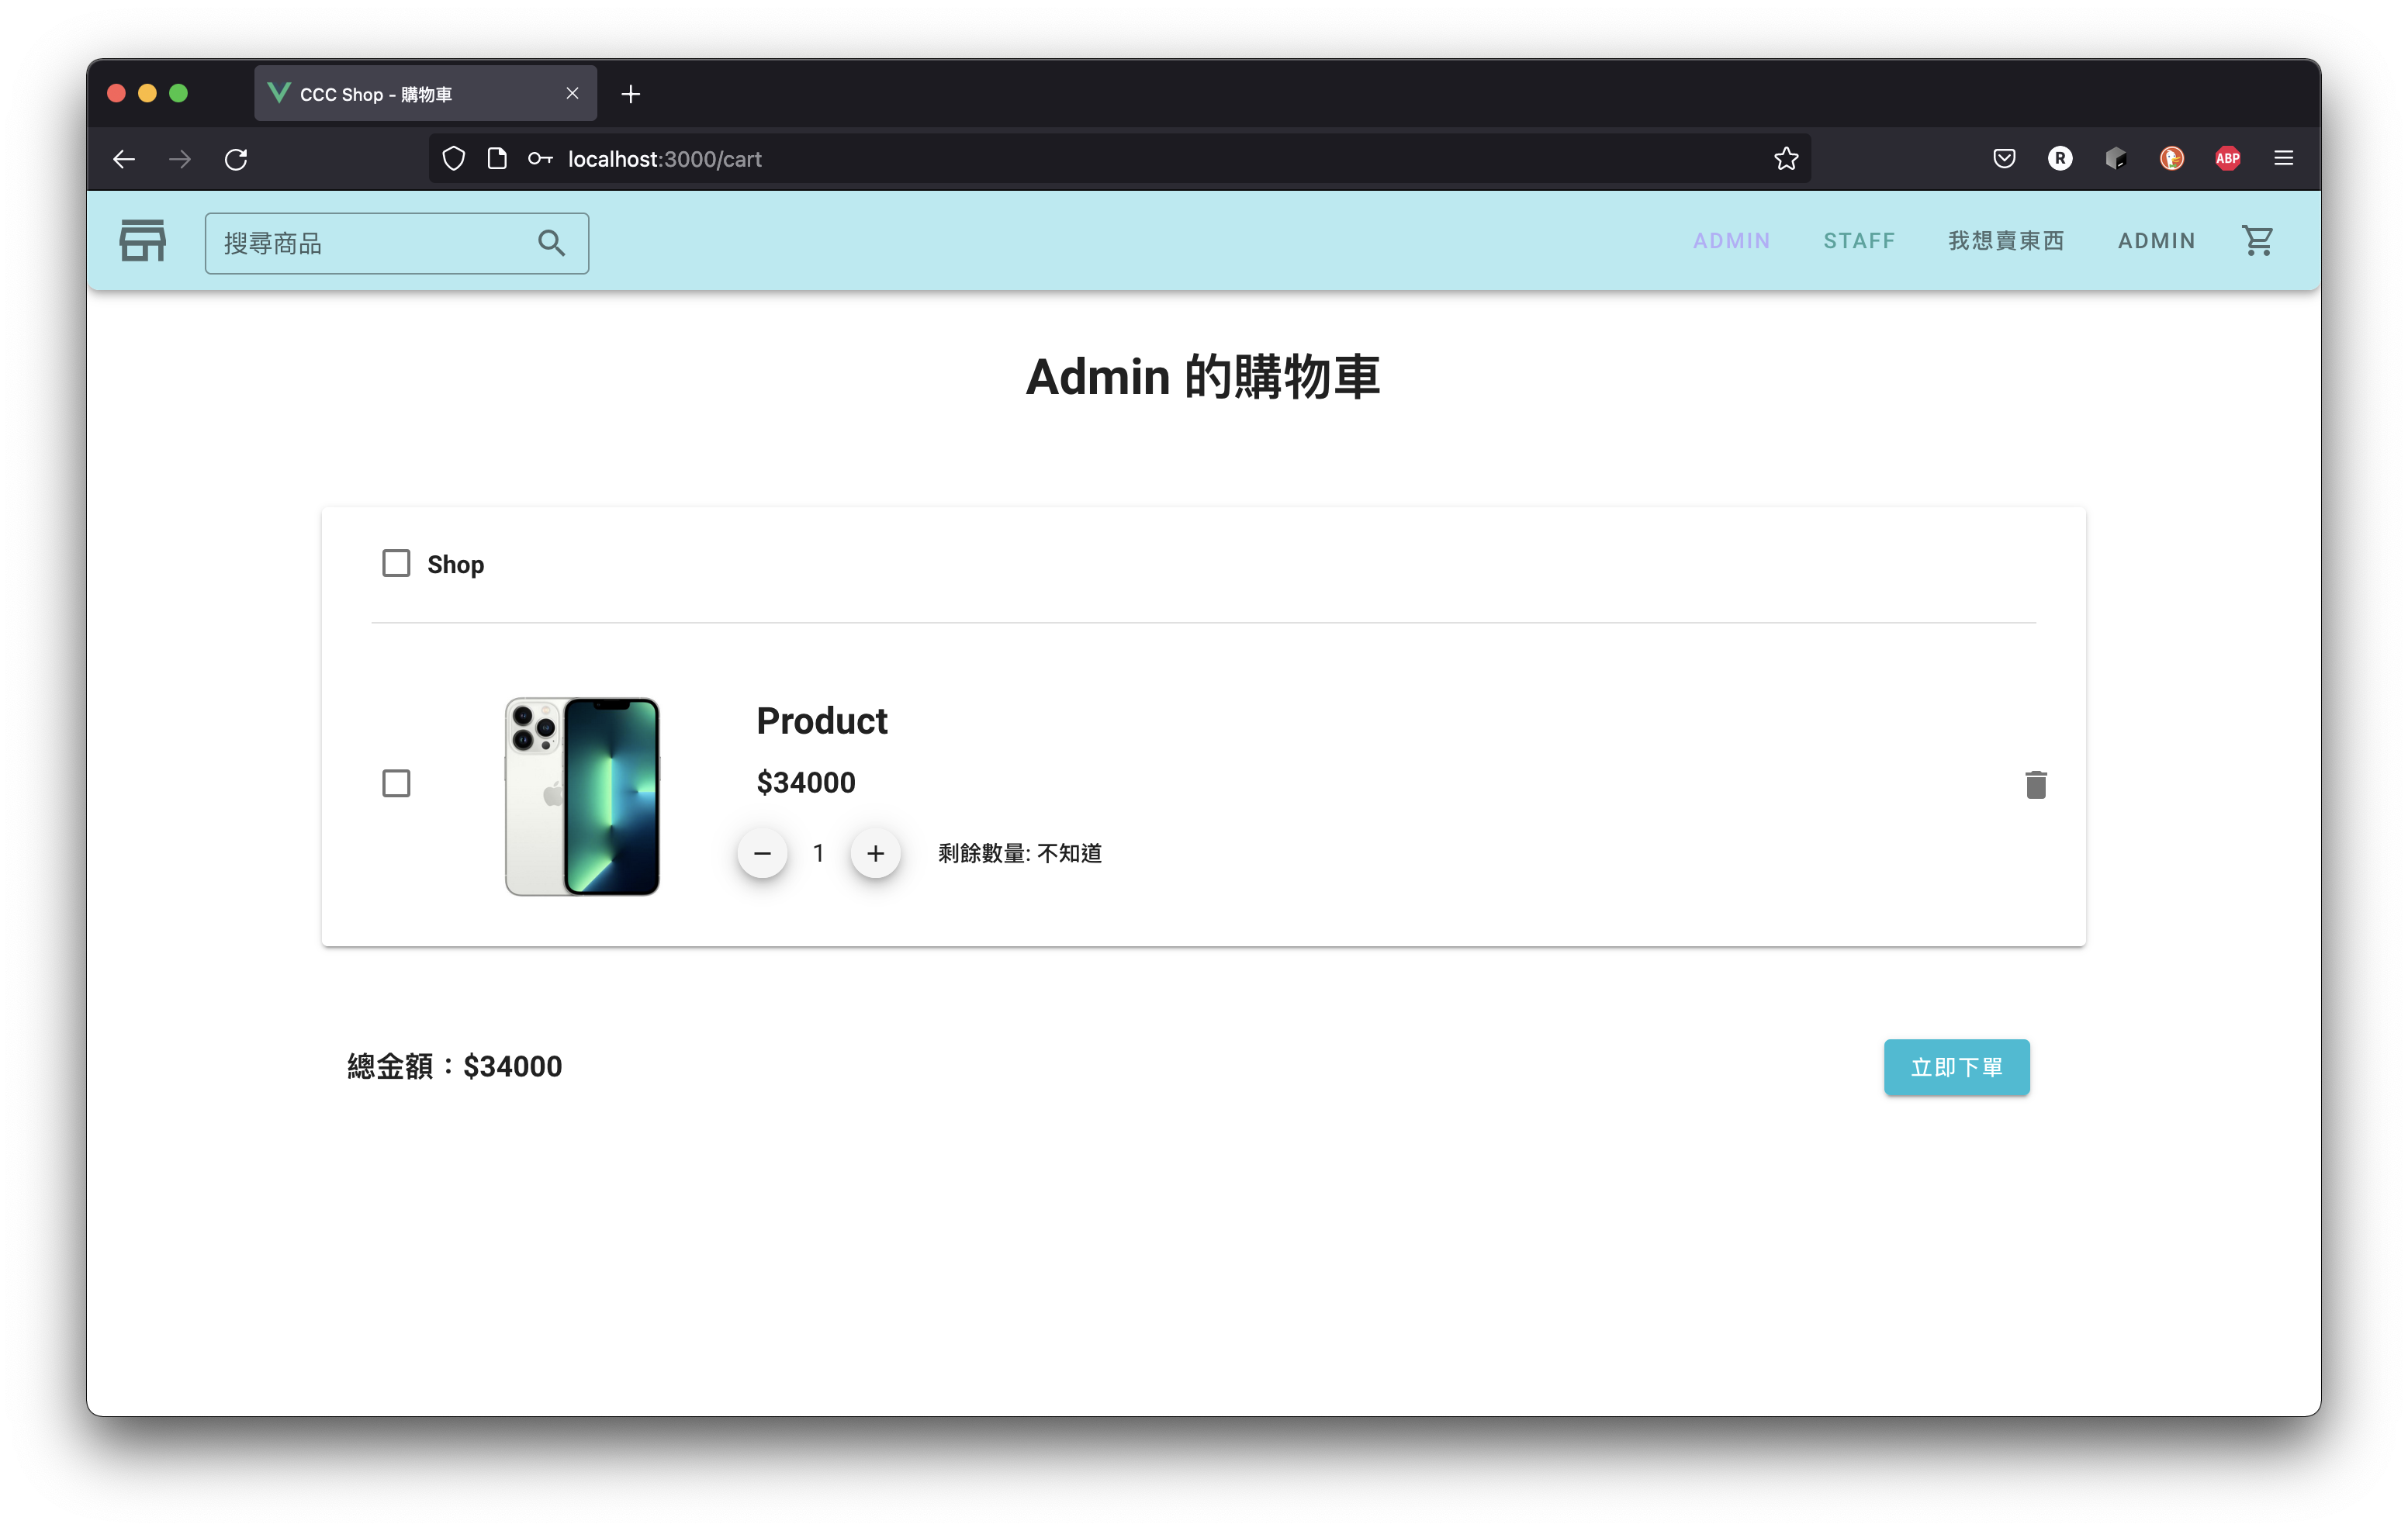 CCC Shop - 購物車
localhost:3000/cart
R
ABP
搜尋商品
ADMIN
STAFF
我想賣東西
ADMIN
Admin 的購物車
Shop
Product
$34000
1
剩餘數量: 不知道
總金額：$34000
立即下單